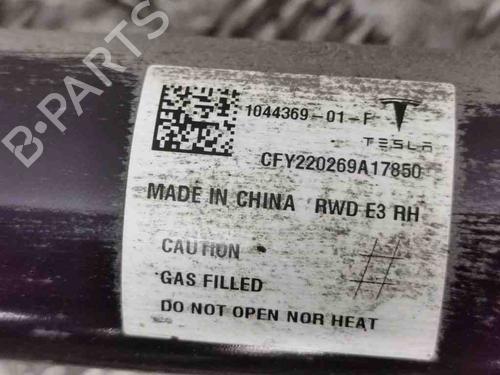 B-PARTS
1044369-01-F
TESLA
CFY220269A17850
MADE IN CHINA RWD E3 RH
CAUTION
GAS FILLED
DO NOT OPEN NOR HEAT